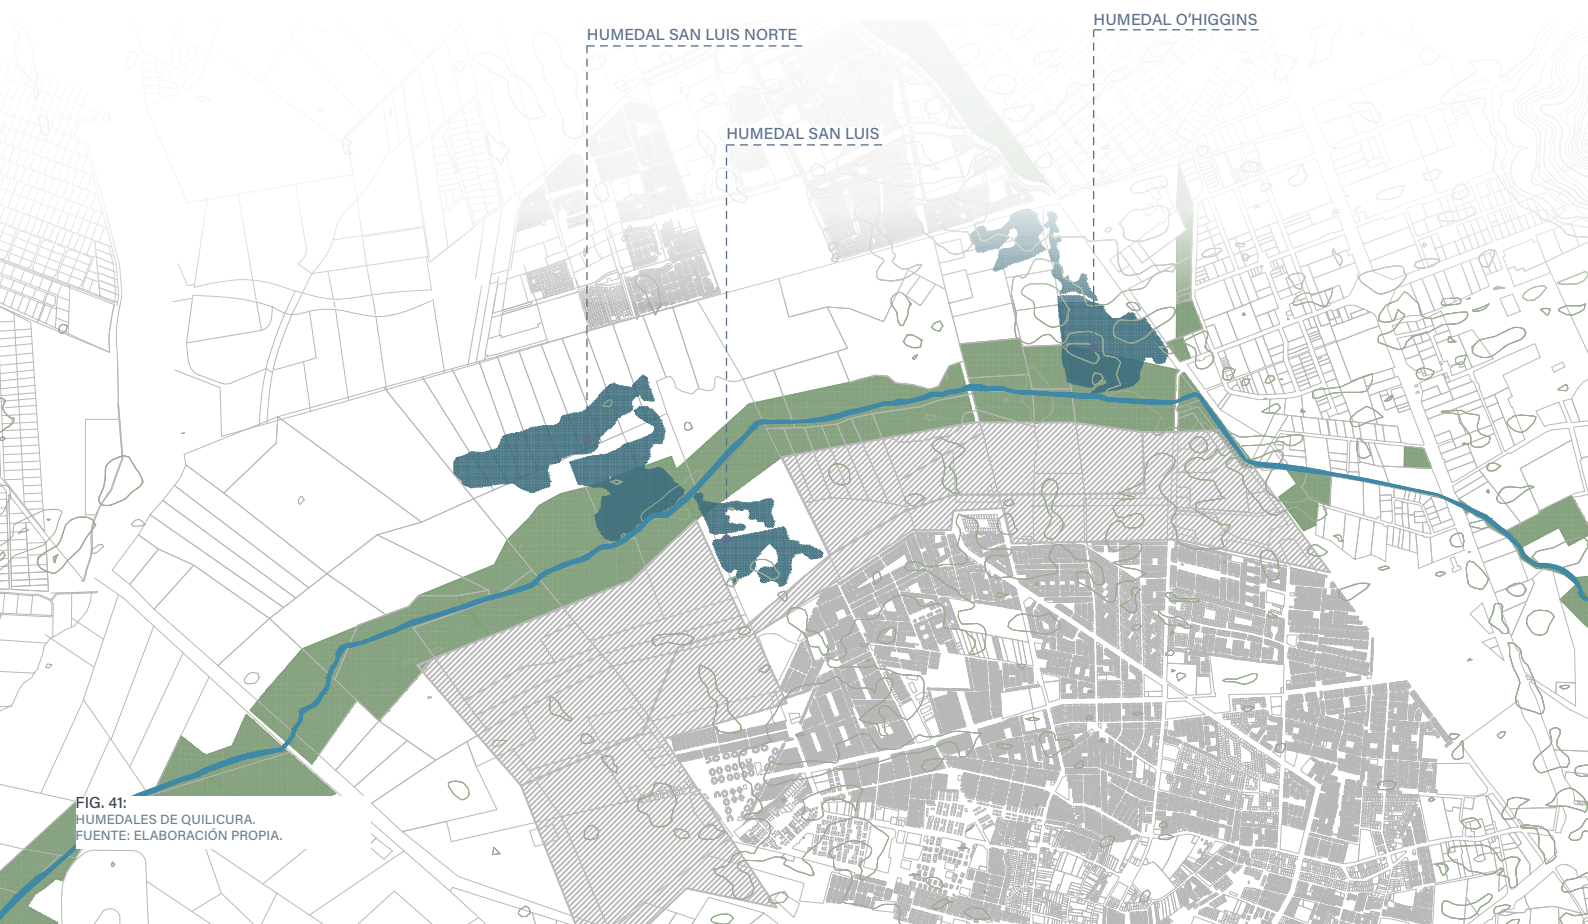 HUMEDAL O'HIGGINS
HUMEDAL SAN LUIS NORTE
HUMEDAL SAN LUIS
FIG. 41:
HUMEDALES DE QUILICURA.
FUENTE: ELABORACIÓN PROPIA.